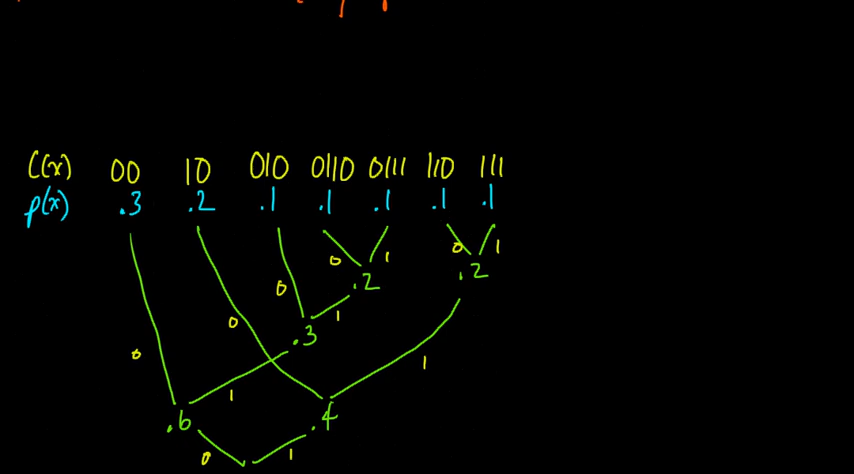 C(x) 00 10 010 0110 0111 110 111
p(x) .3 .2 .1 .1 .1 .1 .1
0 1 0 1
.2 .2
0 1
0
.3
0 1 1
.6 .4
0 1